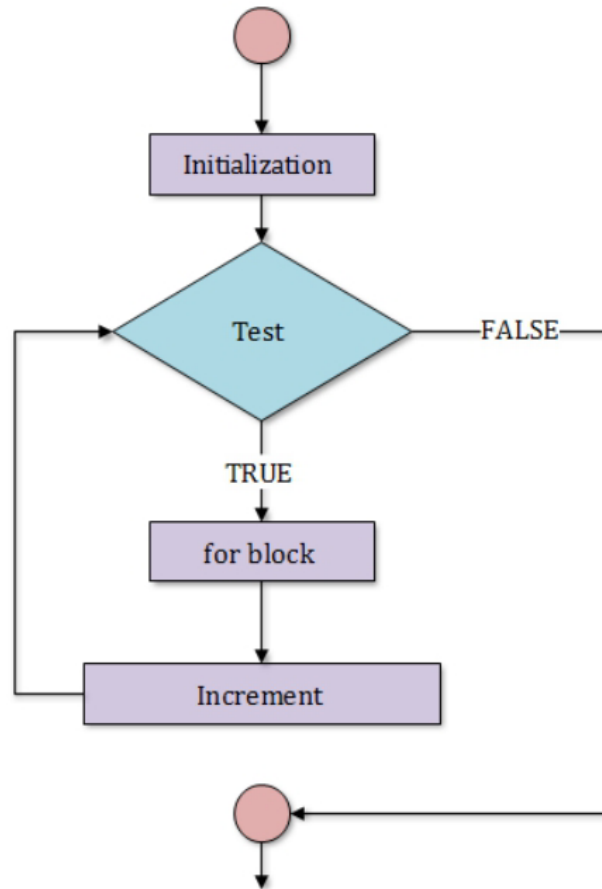 Initialization
Test
FALSE
TRUE
for block
Increment